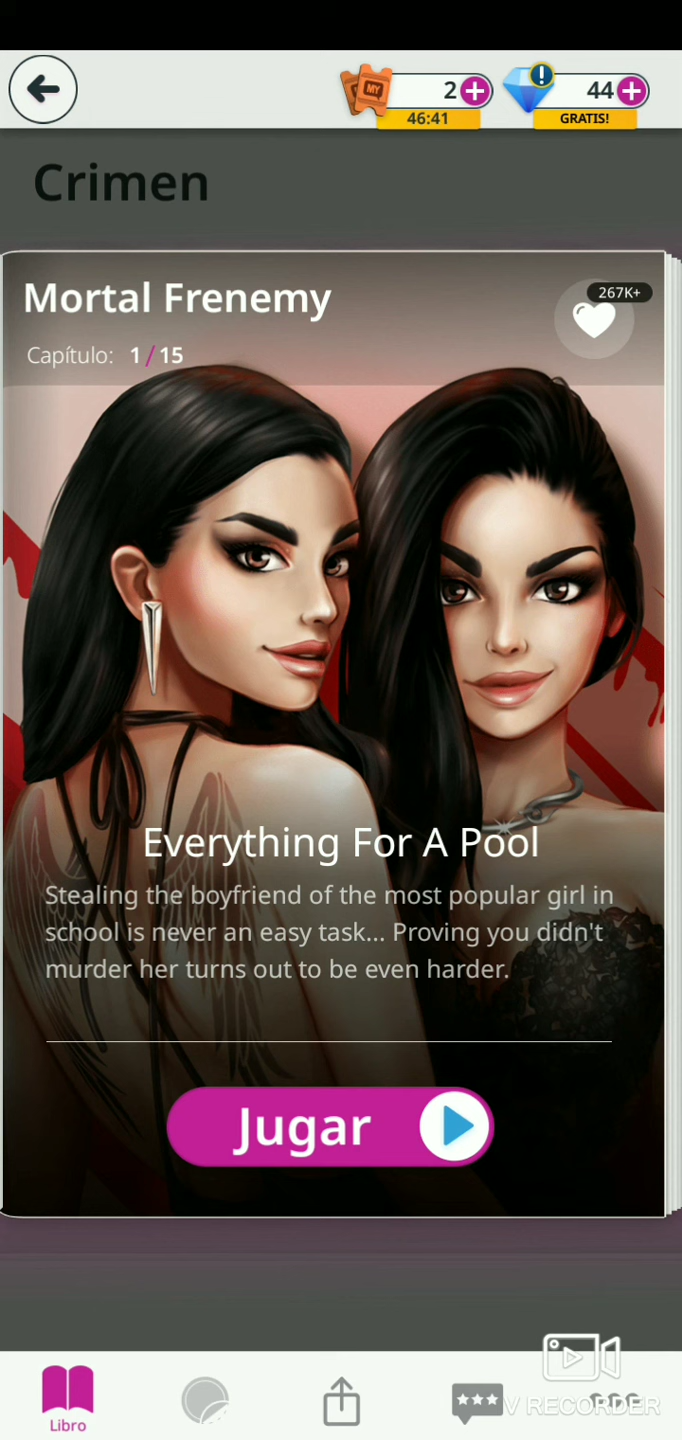 2
44
MY
!
46:41
GRATIS!
Crimen
Mortal Frenemy
267K+
Capítulo: 1 / 15
Everything For A Pool
Stealing the boyfriend of the most popular girl in
school is never an easy task... Proving you didn't
murder her turns out to be even harder.
Jugar
Libro
V RECORDER